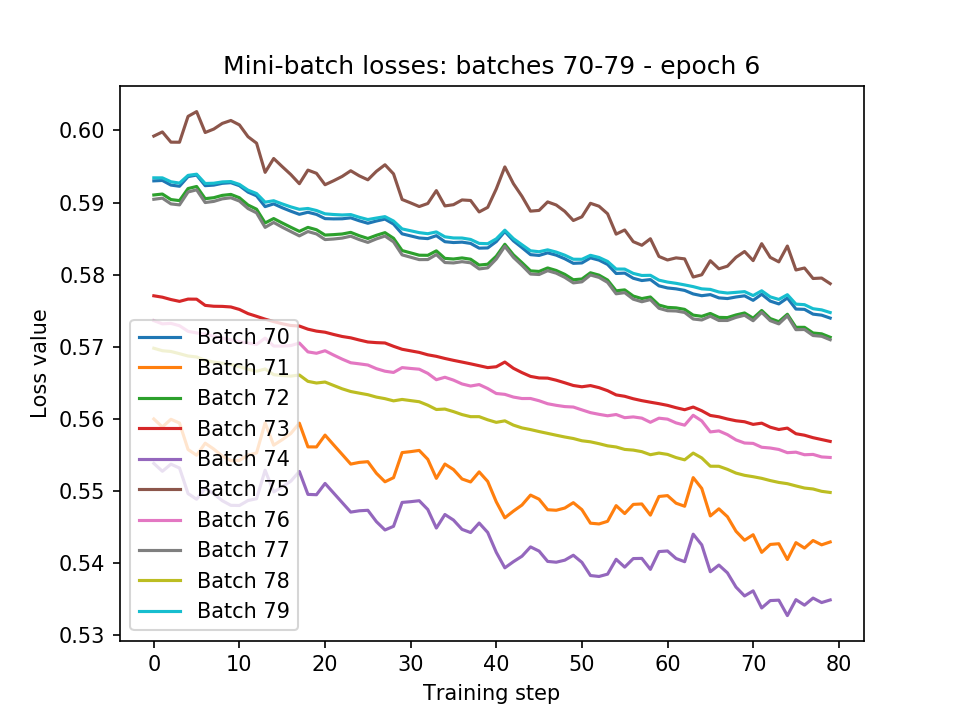 Mini-batch losses: batches 70-79 - epoch 6
Loss value
0.60
0.59
0.58
0.57
0.56
0.55
0.54
0.53
Batch 70
Batch 71
Batch 72
Batch 73
Batch 74
Batch 75
Batch 76
Batch 77
Batch 78
Batch 79
0 10 20 30 40 50 60 70 80
Training step